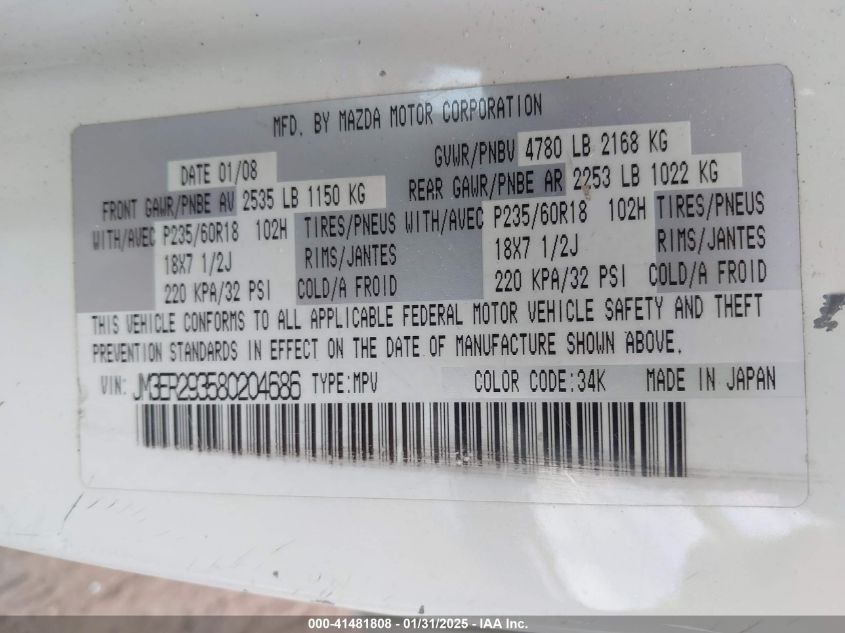 MFD. BY MAZDA MOTOR CORPORATION
DATE 01/08 GVWR/PNBV 4780 LB 2168 KG
FRONT GAWR/PNBE AV 2535 LB 1150 KG REAR GAWR/PNBE AR 2253 LB 1022 KG
WITH/AVEC P235/60R18 102H TIRES/PNEUS WITH/AVEC P235/60R18 102H TIRES/PNEUS
18X7 1/2J RIMS/JANTES 18X7 1/2J RIMS/JANTES
220 KPA/32 PSI COLD/A FROID 220 KPA/32 PSI COLD/A FROID
THIS VEHICLE CONFORMS TO ALL APPLICABLE FEDERAL MOTOR VEHICLE SAFETY AND THEFT
PREVENTION STANDARDS IN EFFECT ON THE DATE OF MANUFACTURE SHOWN ABOVE.
VIN: JM3ER293580204686 TYPE:MPV COLOR CODE:34K MADE IN JAPAN
000-41481808 - 01/31/2025 - IAA Inc.